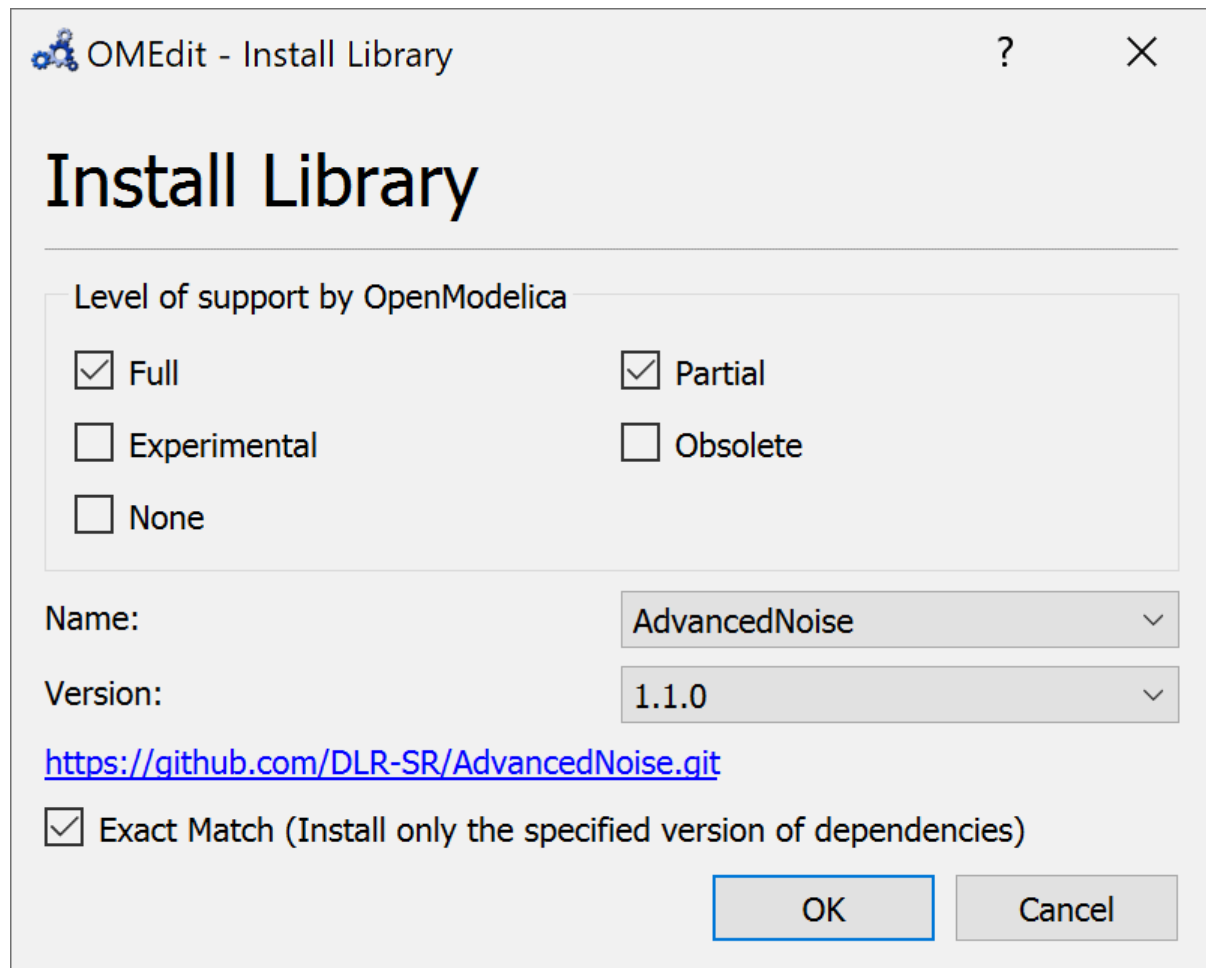 OMEdit - Install Library ?
Install Library
Level of support by OpenModelica
Full Partial
Experimental Obsolete
None
Name: AdvancedNoise
Version: 1.1.0
https://github.com/DLR-SR/AdvancedNoise.git
Exact Match (Install only the specified version of dependencies)
OK Cancel